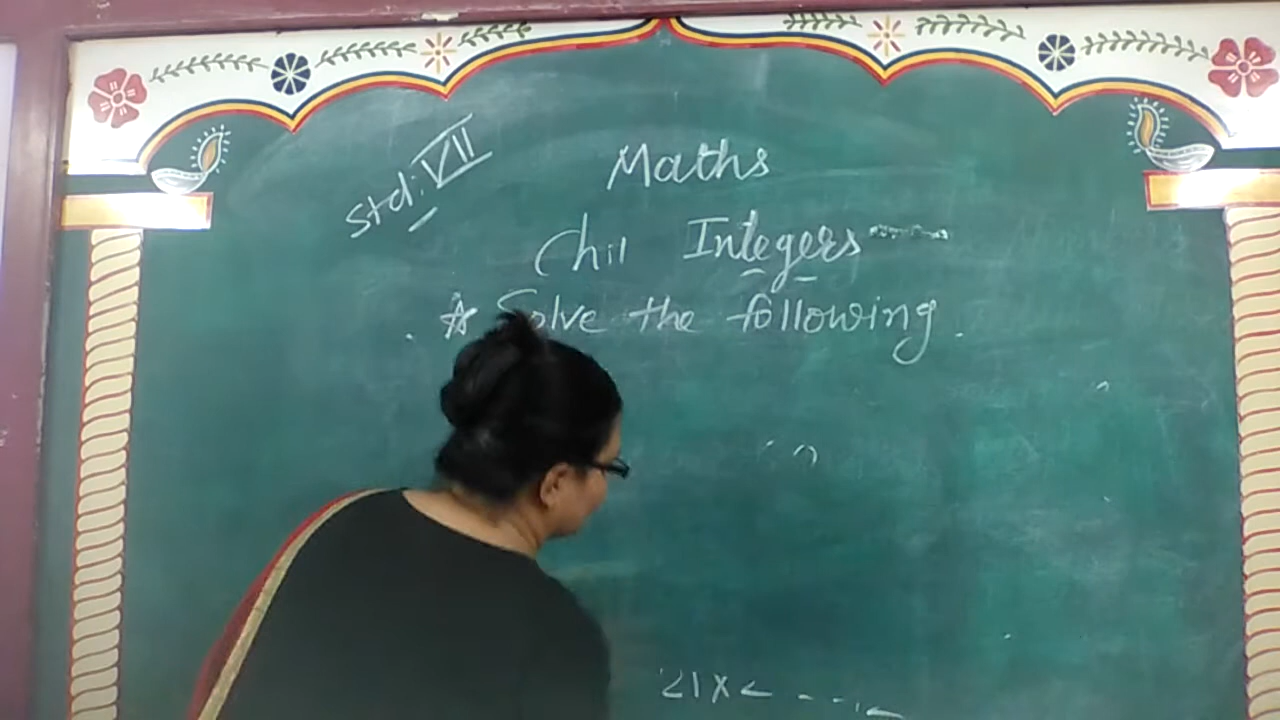 Std: VII
Maths
Ch:1 Integers
* Solve the following.